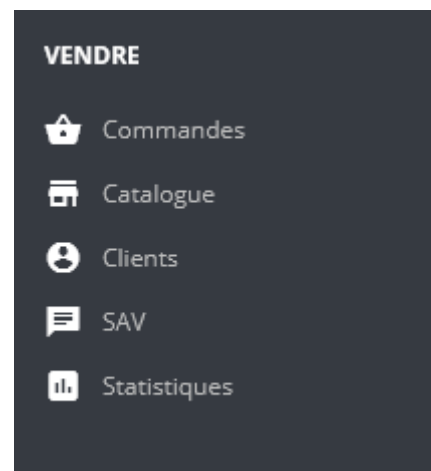 VENDRE
Commandes
Catalogue
Clients
SAV
Statistiques